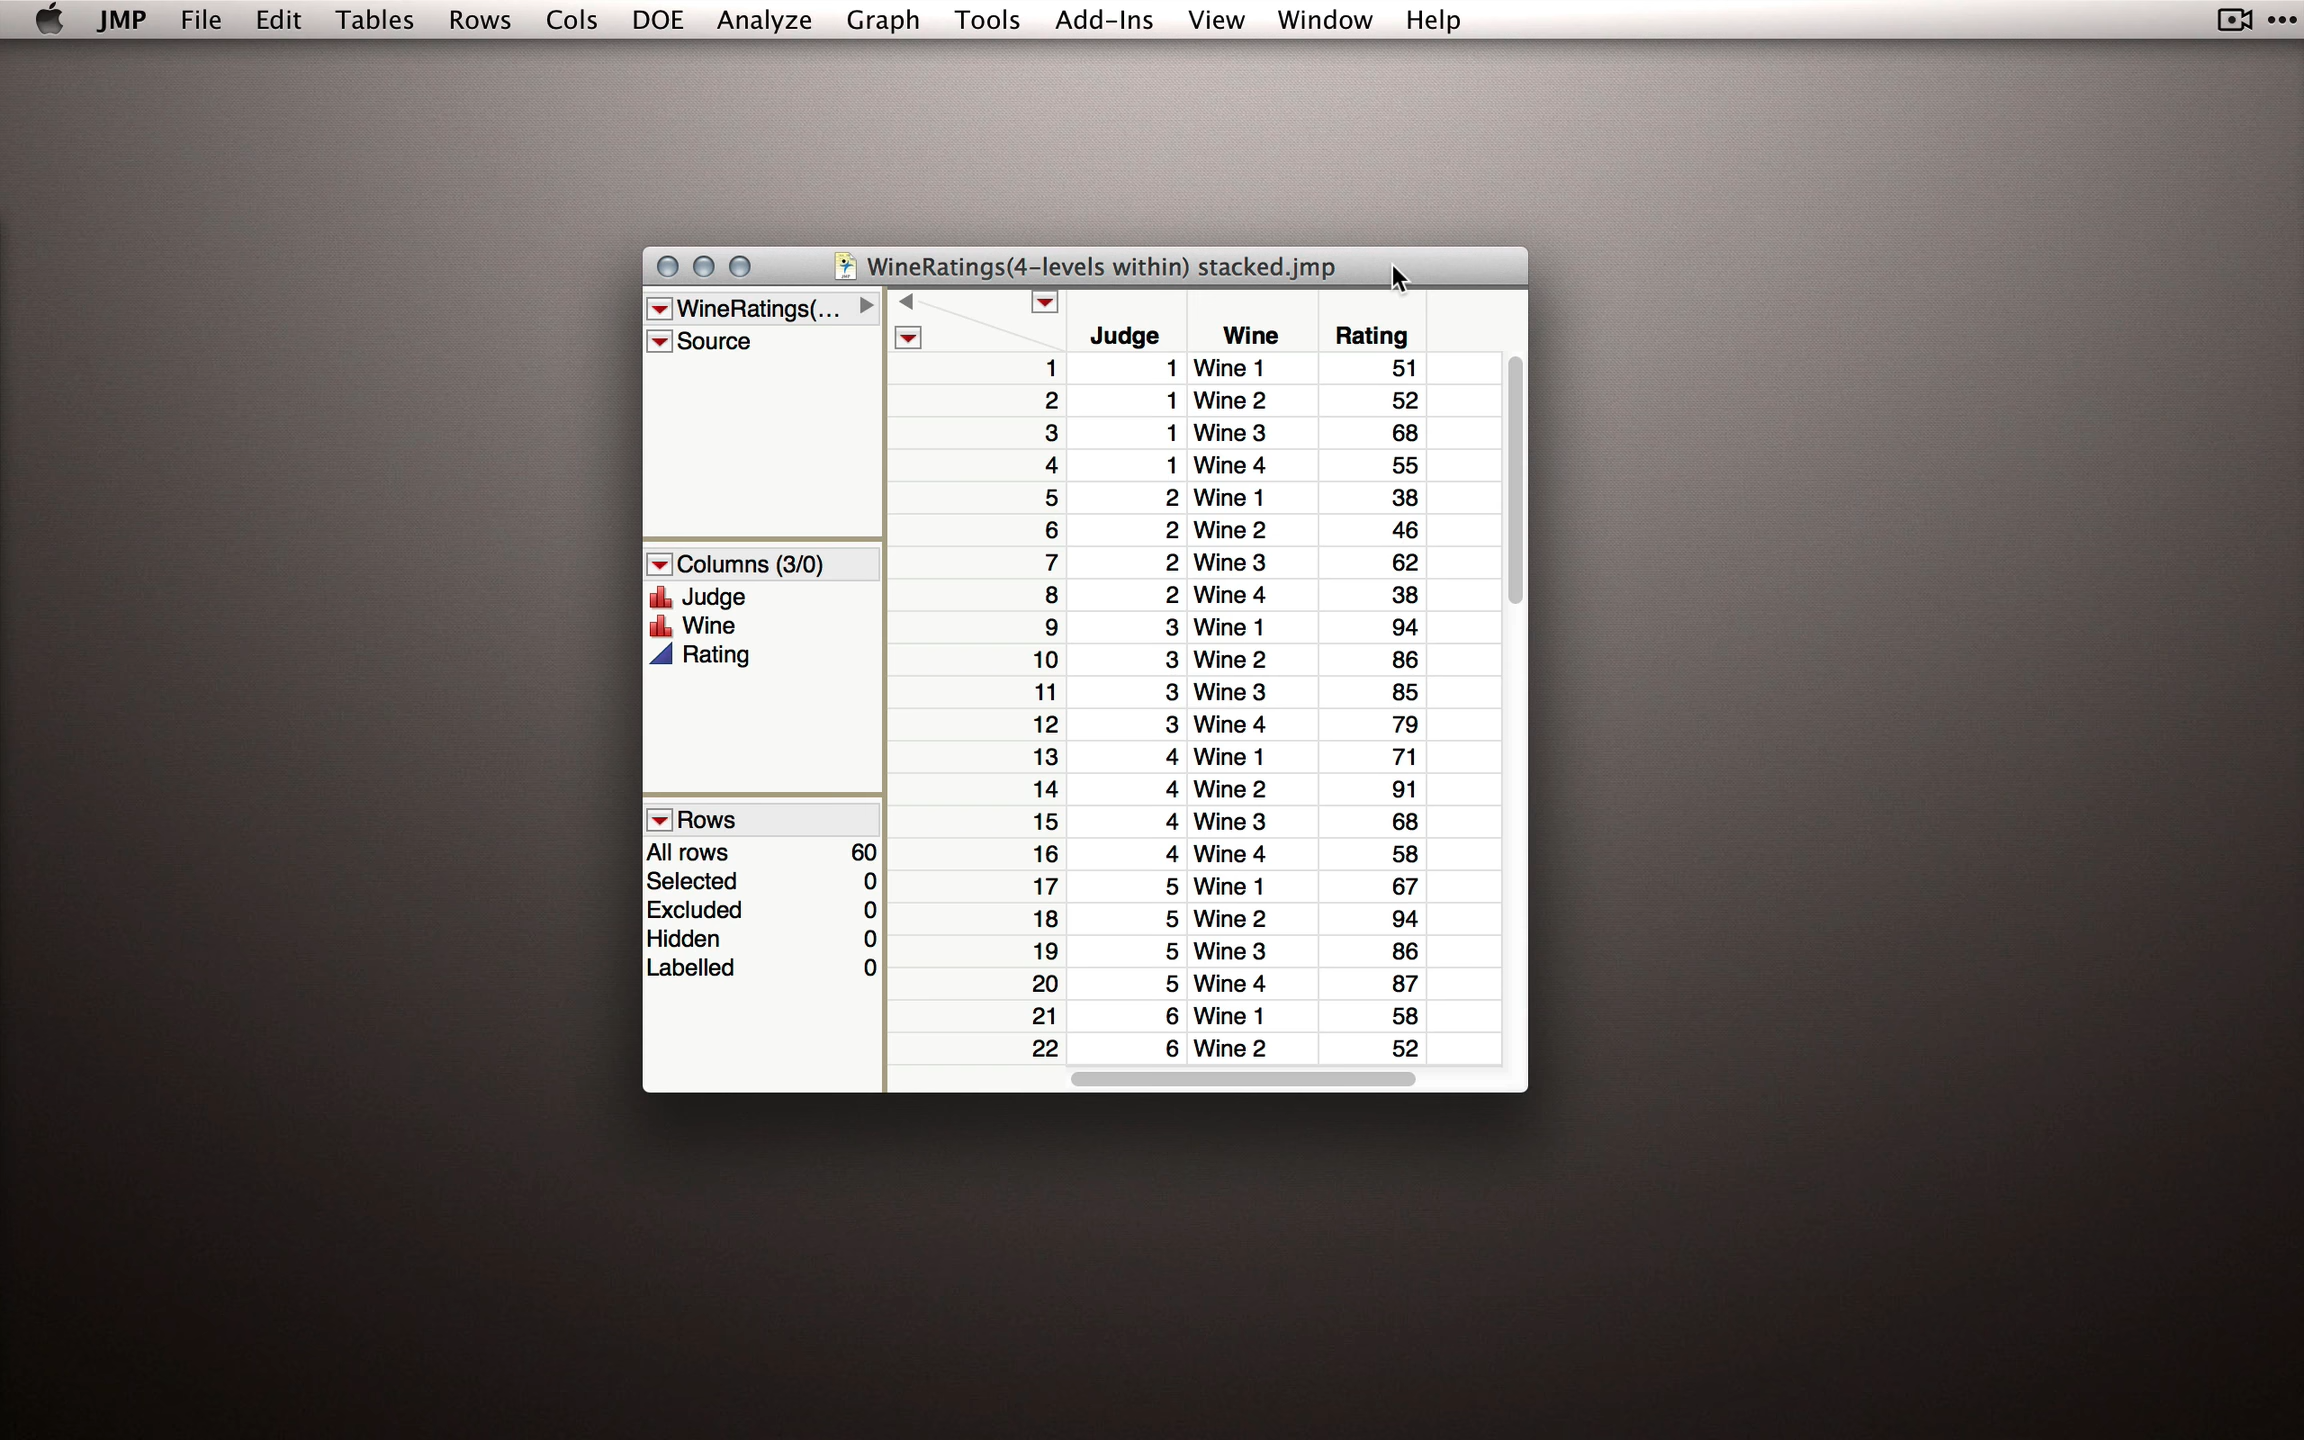 JMP File Edit Tables Rows Cols DOE Analyze Graph Tools Add-Ins View Window Help
WineRatings(4-levels within) stacked.jmp
WineRatings(...
Source
Columns (3/0)
Judge
Wine
Rating
Rows
All rows 60
Selected 0
Excluded 0
Hidden 0
Labelled 0
Judge Wine Rating
1 1 Wine 1 51
2 1 Wine 2 52
3 1 Wine 3 68
4 1 Wine 4 55
5 2 Wine 1 38
6 2 Wine 2 46
7 2 Wine 3 62
8 2 Wine 4 38
9 3 Wine 1 94
10 3 Wine 2 86
11 3 Wine 3 85
12 3 Wine 4 79
13 4 Wine 1 71
14 4 Wine 2 91
15 4 Wine 3 68
16 4 Wine 4 58
17 5 Wine 1 67
18 5 Wine 2 94
19 5 Wine 3 86
20 5 Wine 4 87
21 6 Wine 1 58
22 6 Wine 2 52